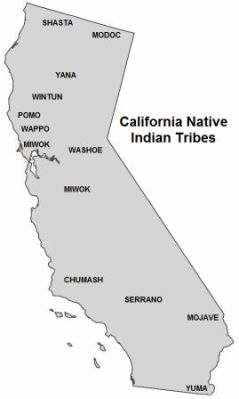 SHASTA
MODOC
YANA
WINTUN
POMO
WAPPO
MIWOK
WASHOE
California Native
Indian Tribes
MIWOK
CHUMASH
SERRANO
MOJAVE
YUMA